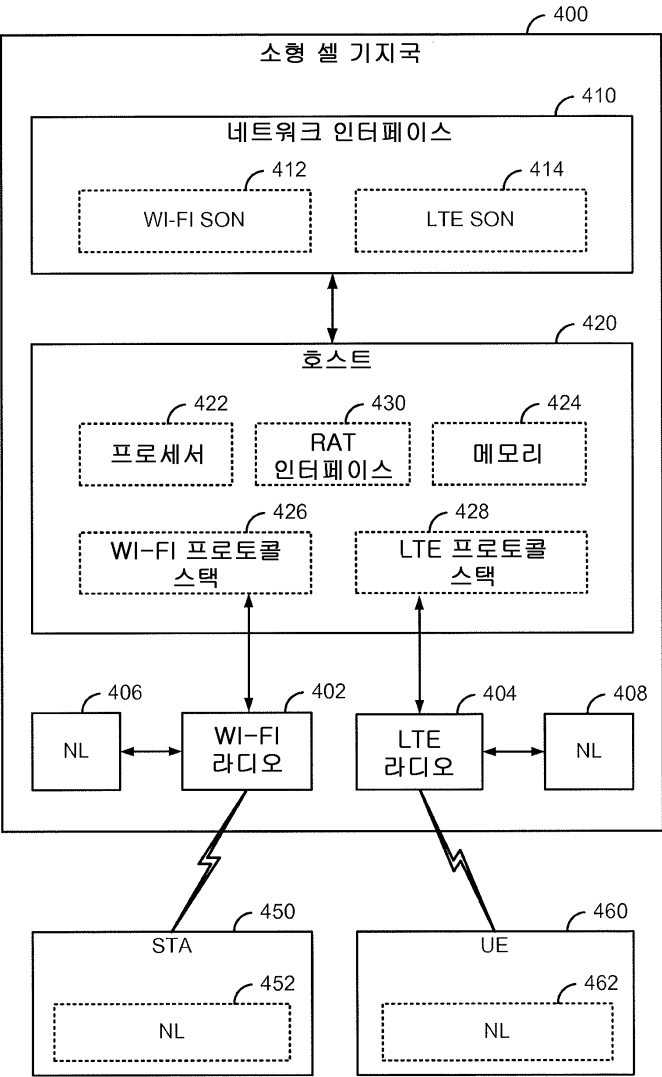 400
소형 셀 기지국
410
네트워크 인터페이스
412
414
WI-FI SON
LTE SON
420
호스트
422
430
424
프로세서
RAT
인터페이스
메모리
426
428
WI-FI 프로토콜
스택
LTE 프로토콜
스택
406
402
404
408
NL
WI-FI
라디오
LTE
라디오
NL
450
460
STA
UE
452
462
NL
NL